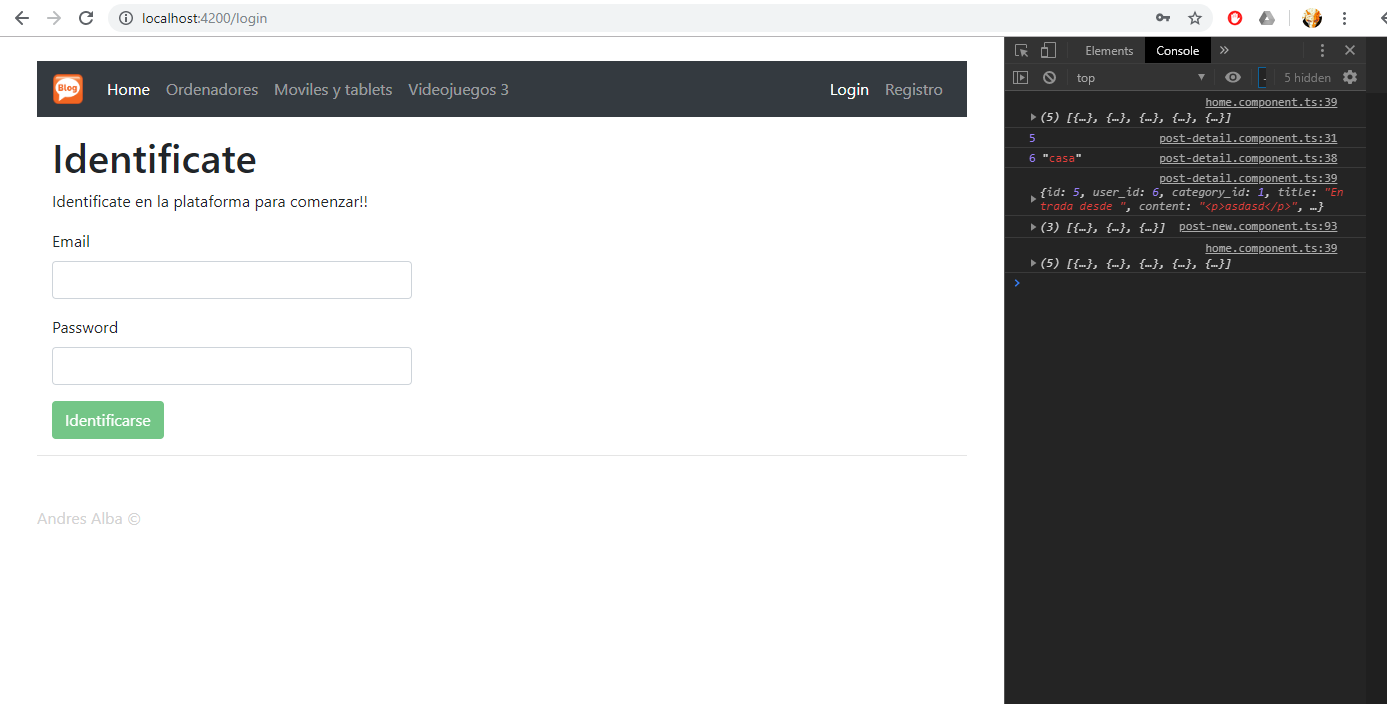 localhost:4200/login
Blog Home Ordenadores Moviles y tablets Videojuegos 3 Login Registro
Identificate
Identificate en la plataforma para comenzar!!
Email
Password
Identificarse
Andres Alba ©
Elements Console »
top ▼ 5 hidden
home.component.ts:39
(5) [{…}, {…}, {…}, {…}, {…}]
5 post-detail.component.ts:31
6 "casa" post-detail.component.ts:38
post-detail.component.ts:39
{id: 5, user_id: 6, category_id: 1, title: "En
trada desde ", content: "<p>asdasd</p>", …}
(3) [{…}, {…}, {…}] post-new.component.ts:93
home.component.ts:39
(5) [{…}, {…}, {…}, {…}, {…}]